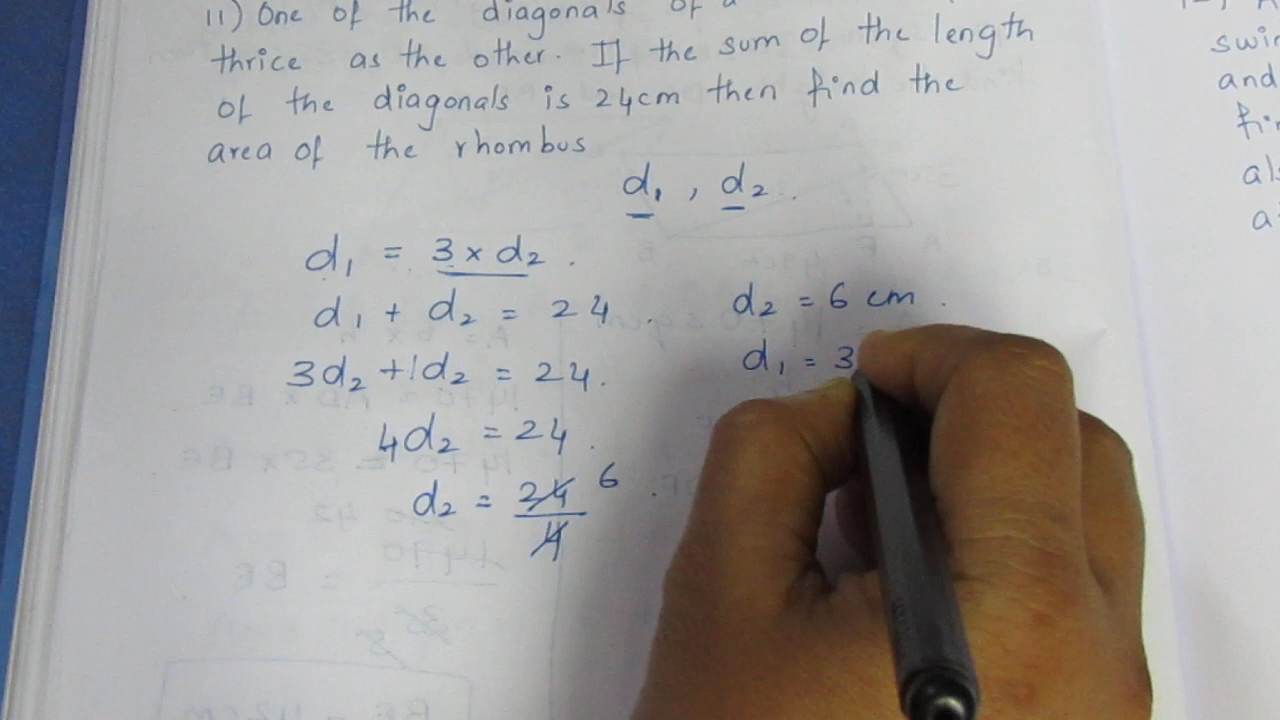 11) One of the diagonals of a
thrice as the other. If the sum of the length
of the diagonals is 24cm then find the
area of the rhombus
d₁, d₂.
d₁ = 3 × d₂.
d₁ + d₂ = 24.
3d₂ + 1d₂ = 24.
4d₂ = 24.
d₂ = 24/4 6.
d₂ = 6 cm.
d₁ = 3
and